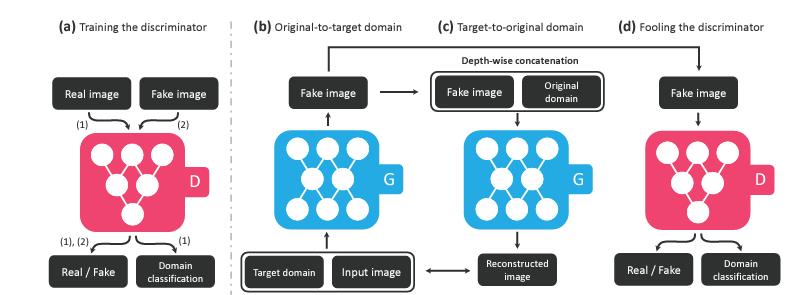 (a) Training the discriminator
(b) Original-to-target domain
(c) Target-to-original domain
(d) Fooling the discriminator
Real image
Fake image
(1)
(2)
D
(1), (2)
(1)
Real / Fake
Domain
classification
Fake image
G
Target domain
Input image
Depth-wise concatenation
Fake image
Original
domain
G
Reconstructed
image
Fake image
D
Real / Fake
Domain
classification